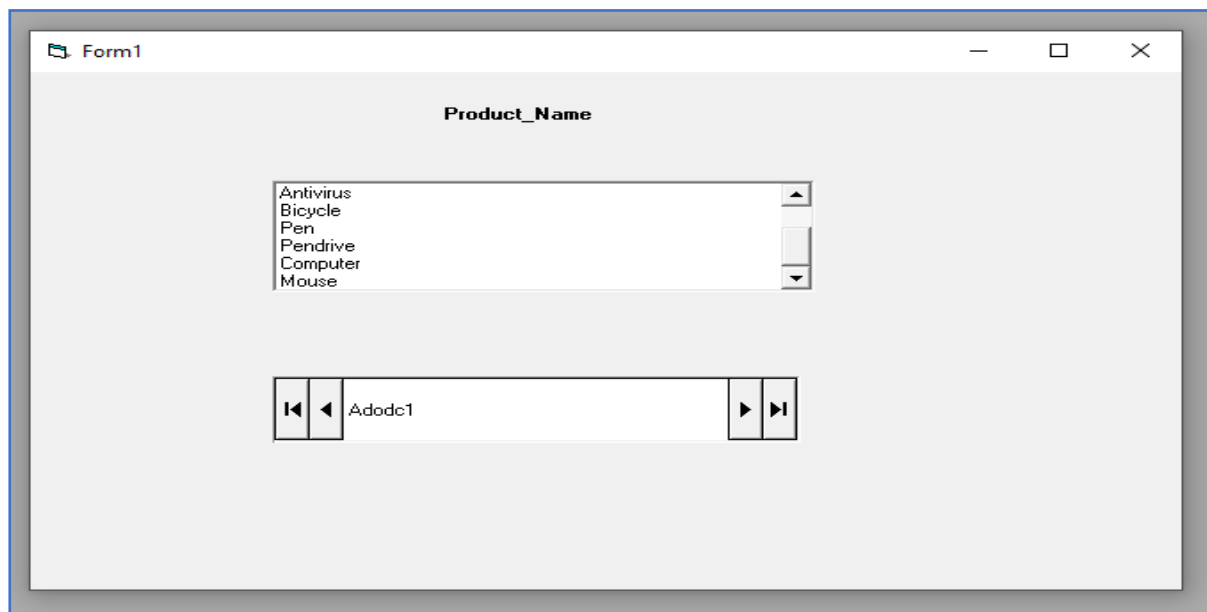 Form1
Product_Name
Antivirus
Bicycle
Pen
Pendrive
Computer
Mouse
Adodc1